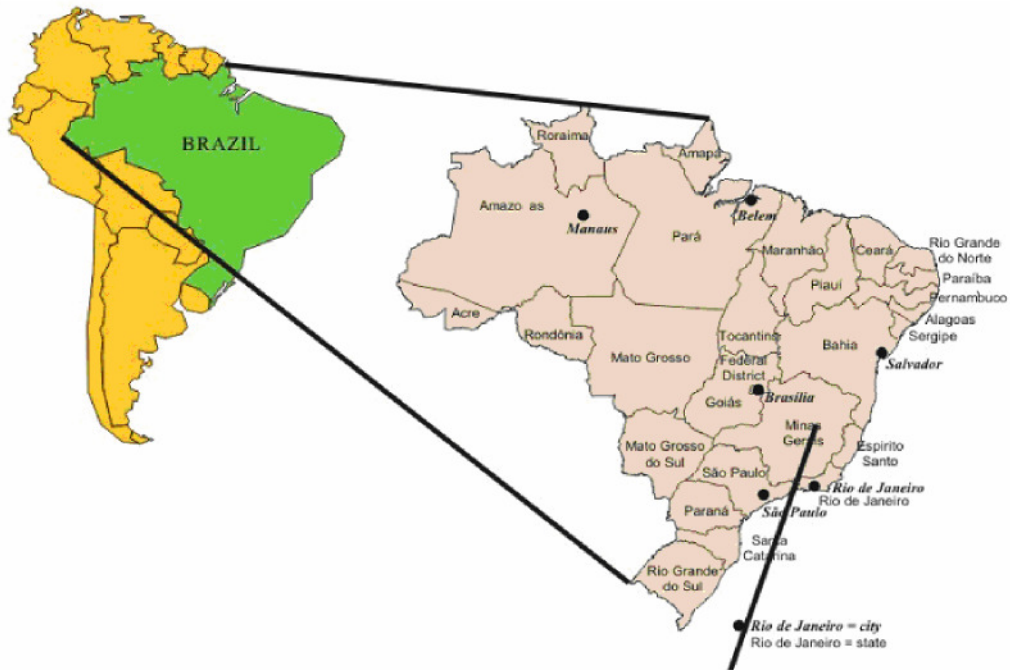 BRAZIL
Roraima
Amapá
Amazo as
Manaus
Pará
Belem
Maranhão
Ceará
Rio Grande
do Norte
Paraíba
Pernambuco
Alagoas
Sergipe
Piauí
Acre
Rondônia
Tocantins
Mato Grosso
Bahia
Salvador
Federal
District
Brasília
Goiás
Minas
Gerais
Mato Grosso
do Sul
Espirito
Santo
São Paulo
Rio de Janeiro
Rio de Janeiro
São Paulo
Paraná
Santa
Catarina
Rio Grande
do Sul
Rio de Janeiro = city
Rio de Janeiro = state